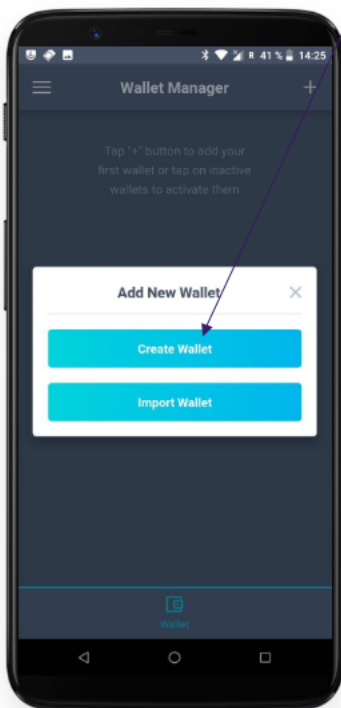 R 41 % 14:25
Wallet Manager +
Tap "+" button to add your
first wallet or tap on inactive
wallets to activate them
Add New Wallet
Create Wallet
Import Wallet
Wallet